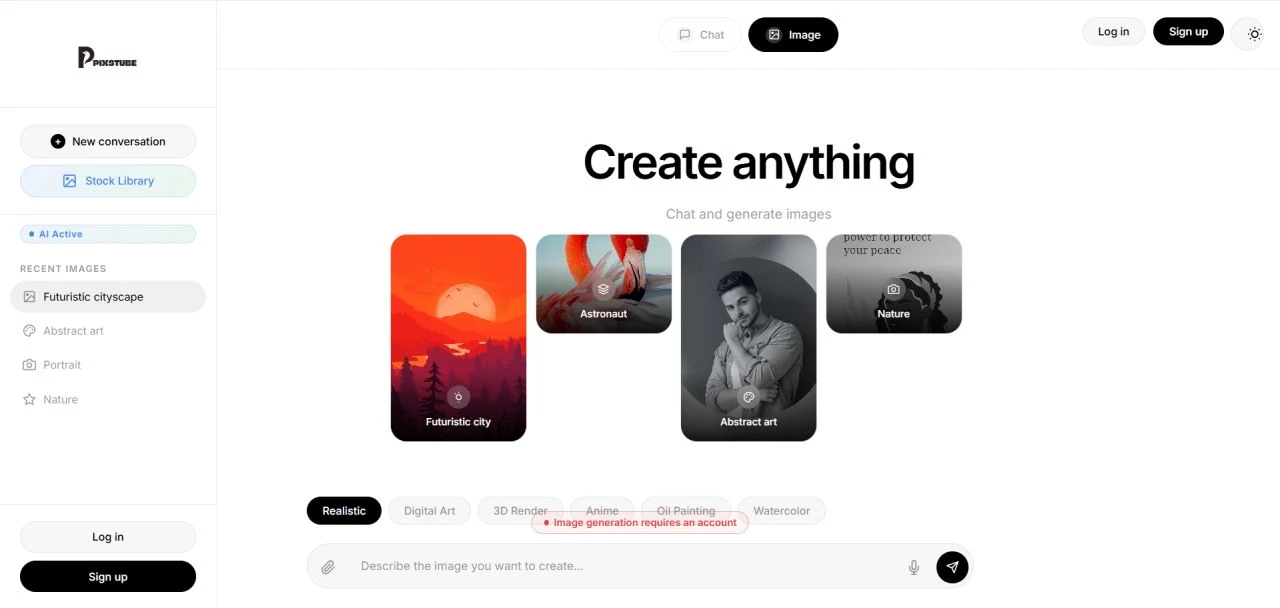 PIXSTUBE
New conversation
Stock Library
AI Active
RECENT IMAGES
Futuristic cityscape
Abstract art
Portrait
Nature
Log in
Sign up
Chat
Image
Log in
Sign up
Create anything
Chat and generate images
Futuristic city
Astronaut
Abstract art
power to protect
your peace
Nature
Realistic
Digital Art
3D Render
Anime
Oil Painting
Watercolor
Image generation requires an account
Describe the image you want to create...